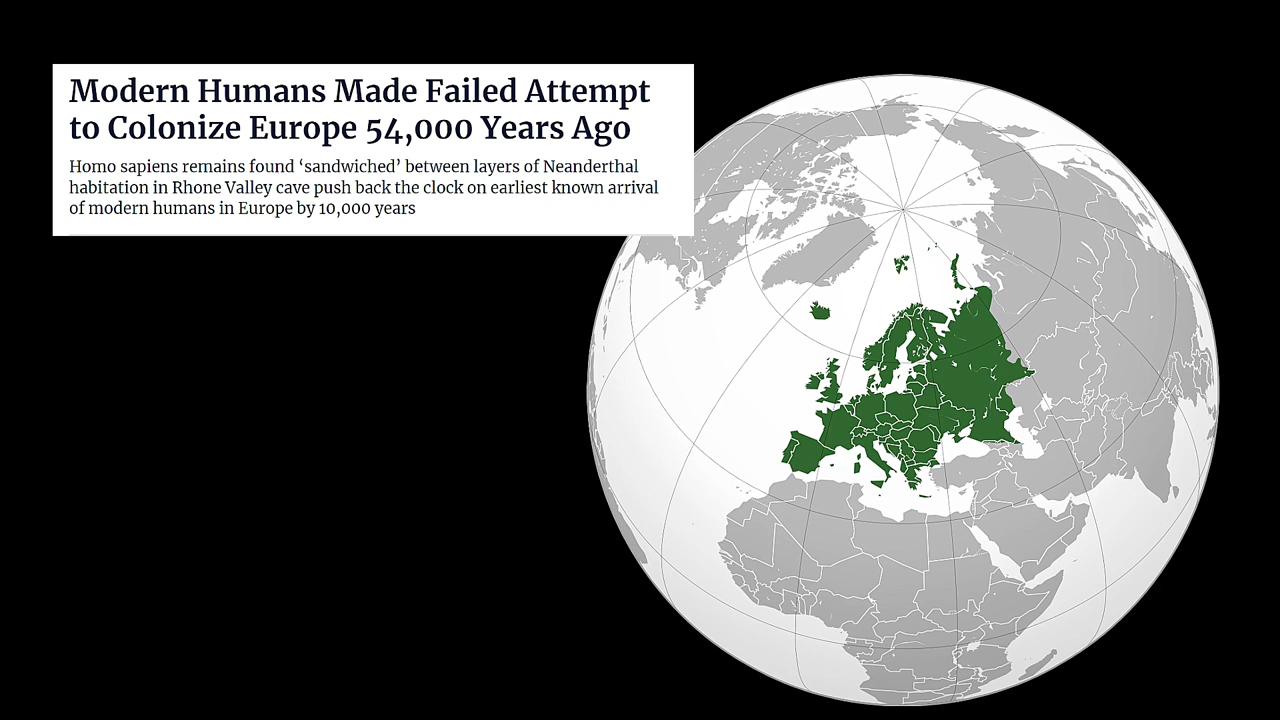 Modern Humans Made Failed Attempt
to Colonize Europe 54,000 Years Ago
Homo sapiens remains found ‘sandwiched’ between layers of Neanderthal
habitation in Rhone Valley cave push back the clock on earliest known arrival
of modern humans in Europe by 10,000 years